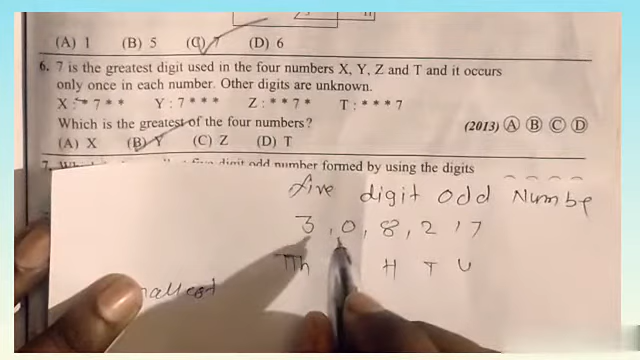 (A) 1 (B) 5 (C) 7 (D) 6
6. 7 is the greatest digit used in the four numbers X, Y, Z and T and it occurs
only once in each number. Other digits are unknown.
X : * 7 * * Y : 7 * * * Z : * * 7 * T : * * * 7
Which is the greatest of the four numbers? (2013) A B C D
(A) X (B) Y (C) Z (D) T
7. five digit odd number formed by using the digits
five digit odd Numbe
3 , 0 , 8 , 2 , 7
Th H T U
mallest